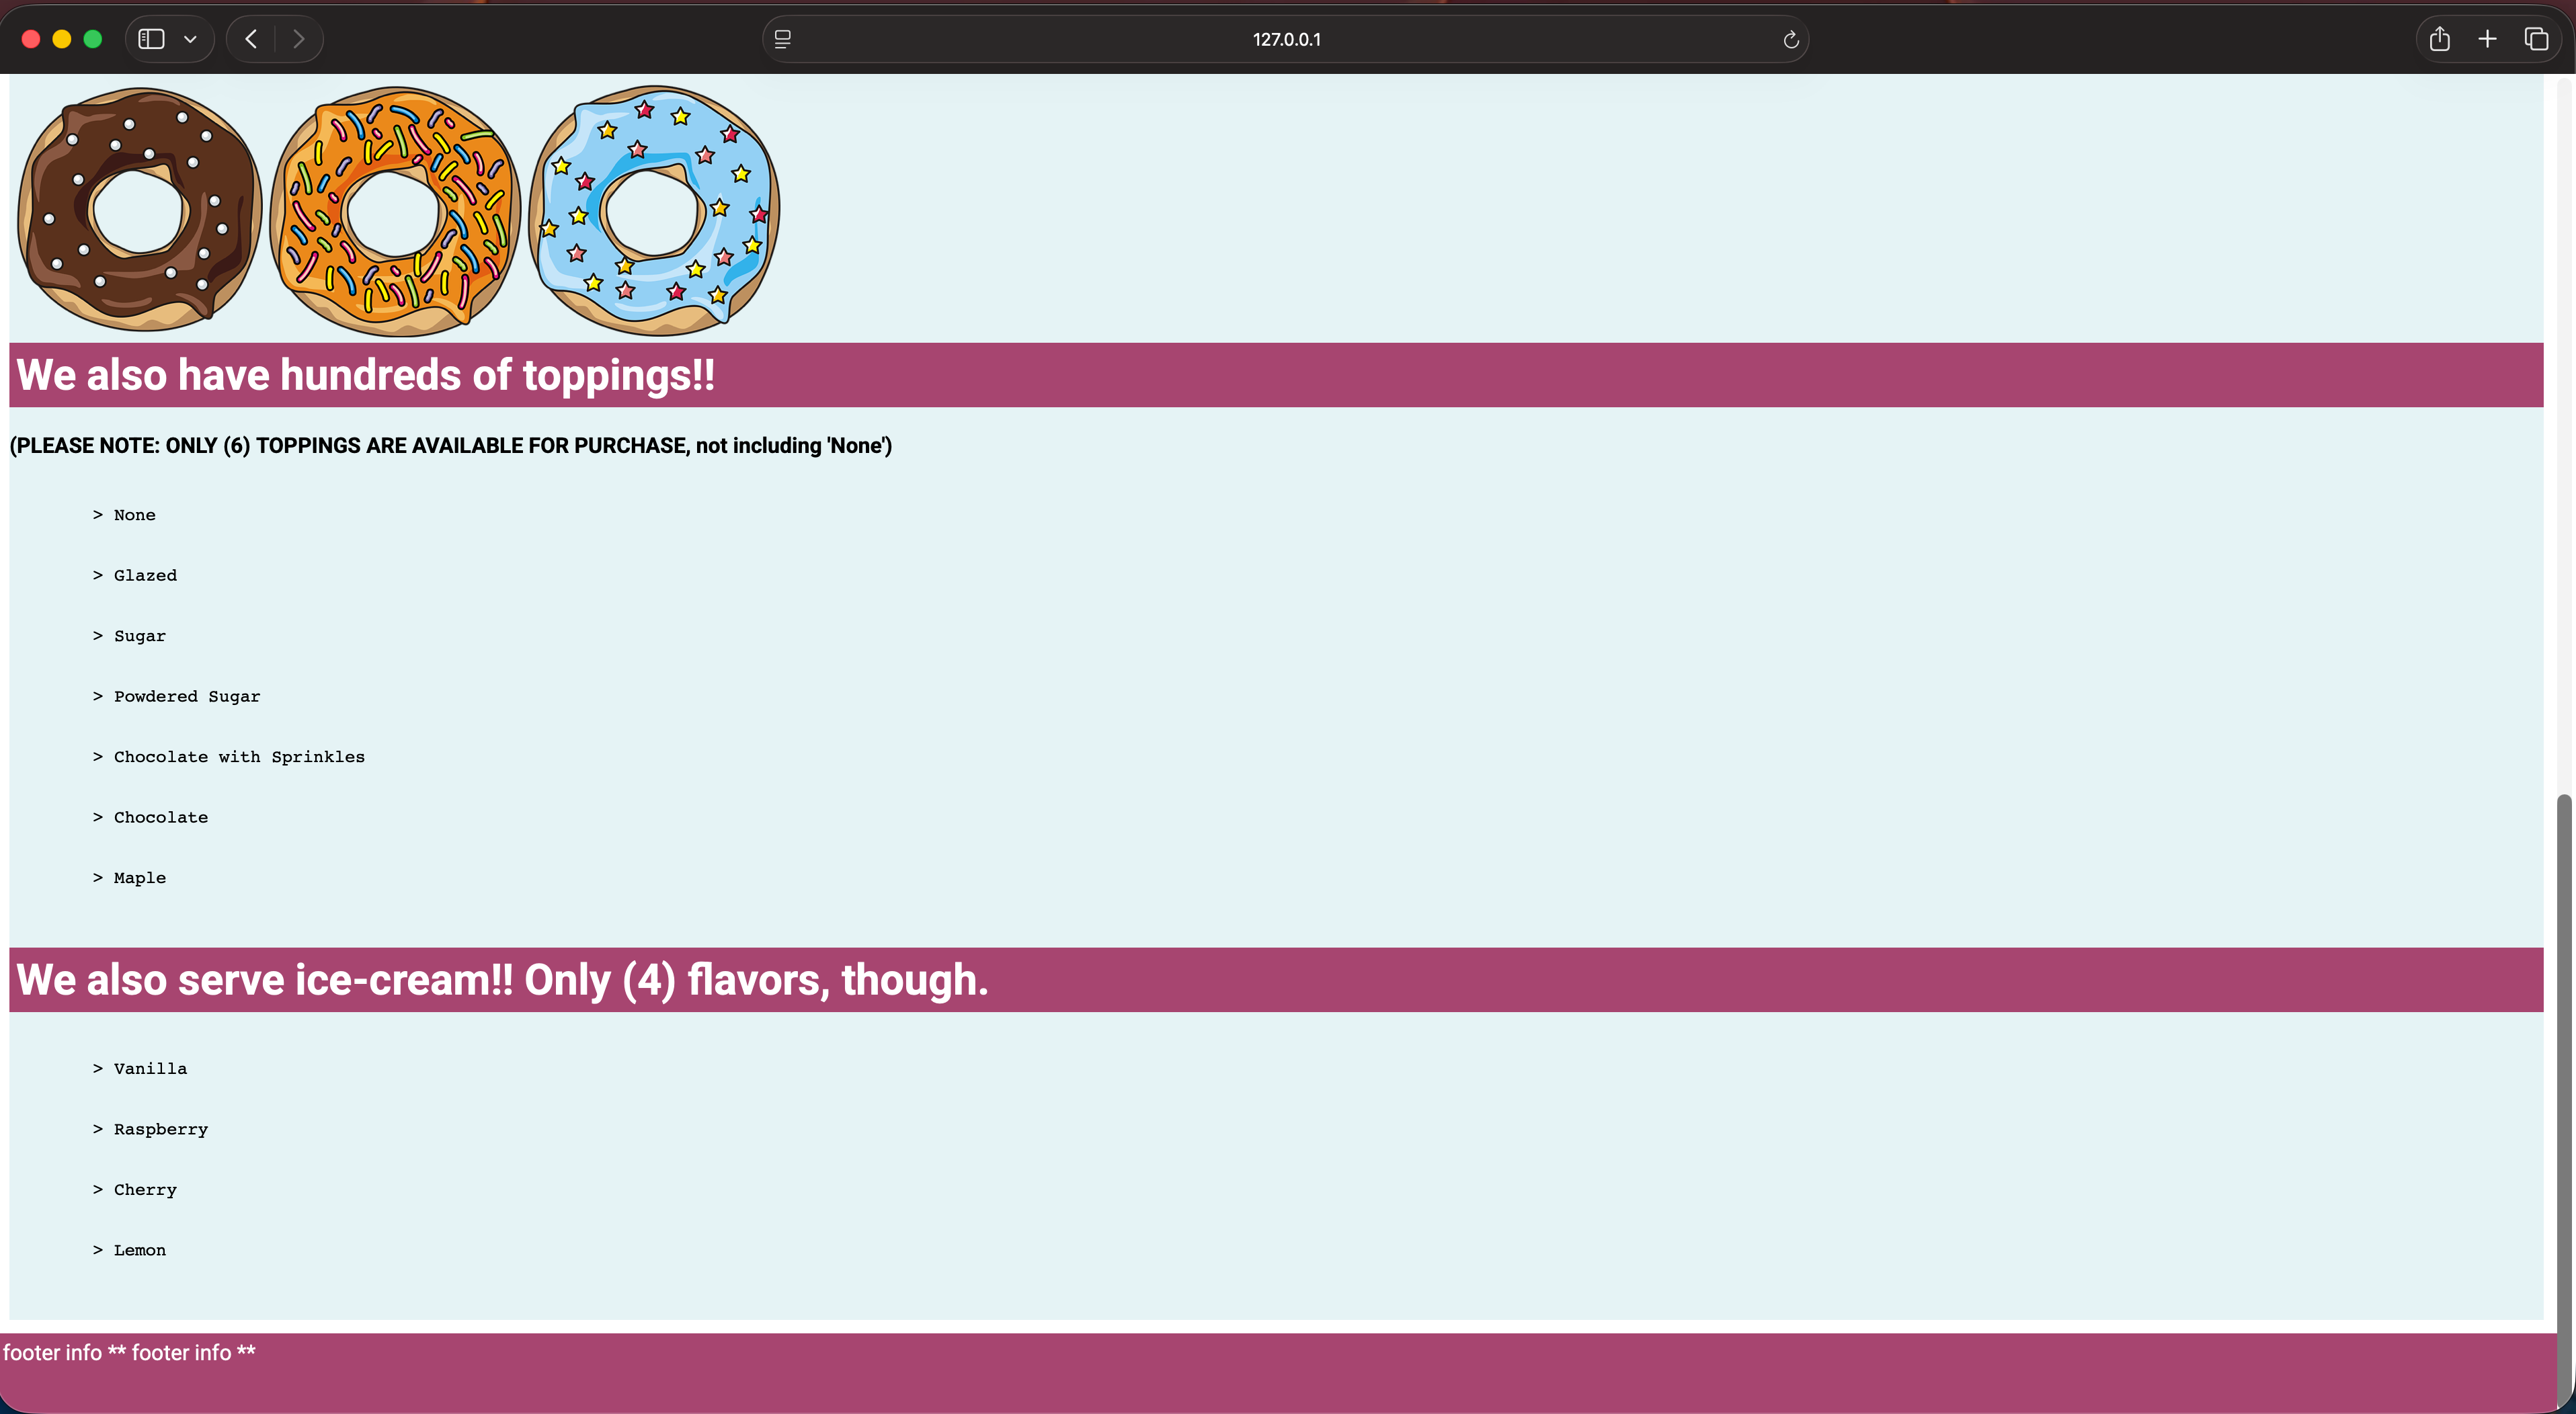 127.0.0.1
We also have hundreds of toppings!!
(PLEASE NOTE: ONLY (6) TOPPINGS ARE AVAILABLE FOR PURCHASE, not including 'None')
> None
> Glazed
> Sugar
> Powdered Sugar
> Chocolate with Sprinkles
> Chocolate
> Maple
We also serve ice-cream!! Only (4) flavors, though.
> Vanilla
> Raspberry
> Cherry
> Lemon
footer info ** footer info **